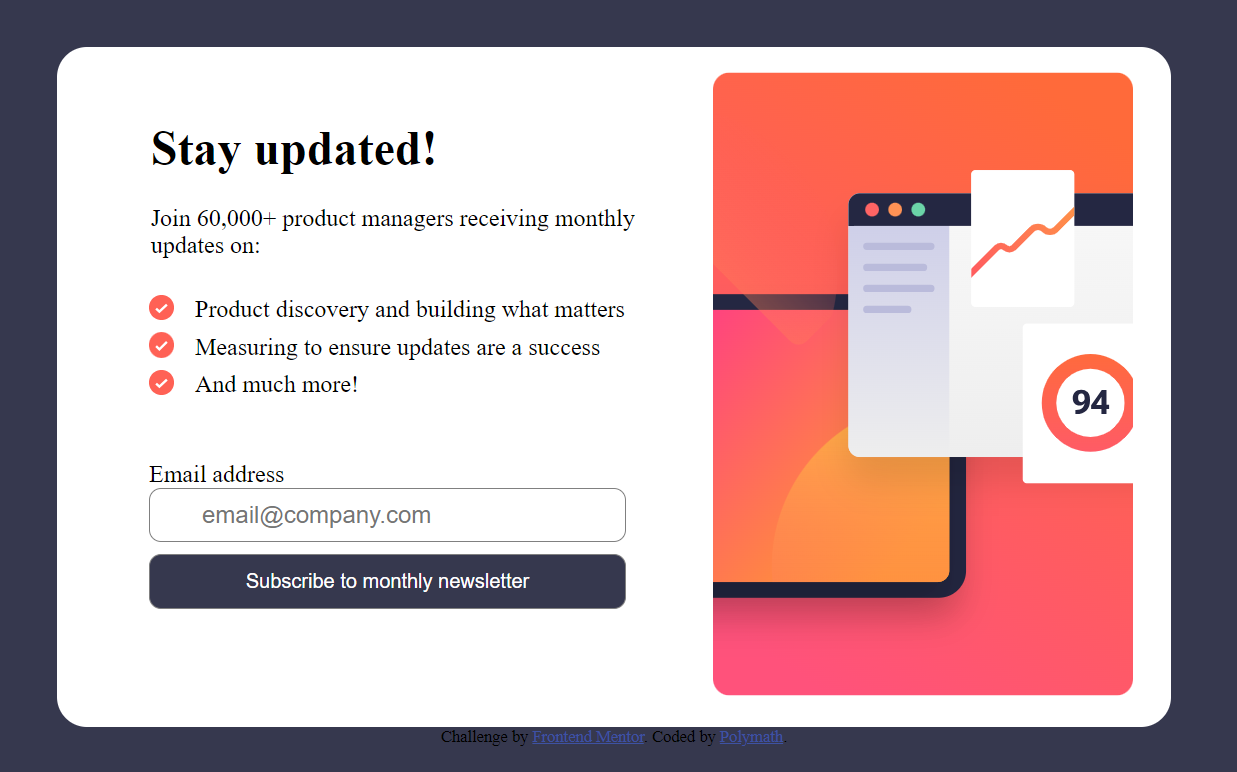 Stay updated!
Join 60,000+ product managers receiving monthly
updates on:
Product discovery and building what matters
Measuring to ensure updates are a success
And much more!
Email address
email@company.com
Subscribe to monthly newsletter
94
Challenge by Frontend Mentor. Coded by Polymath.